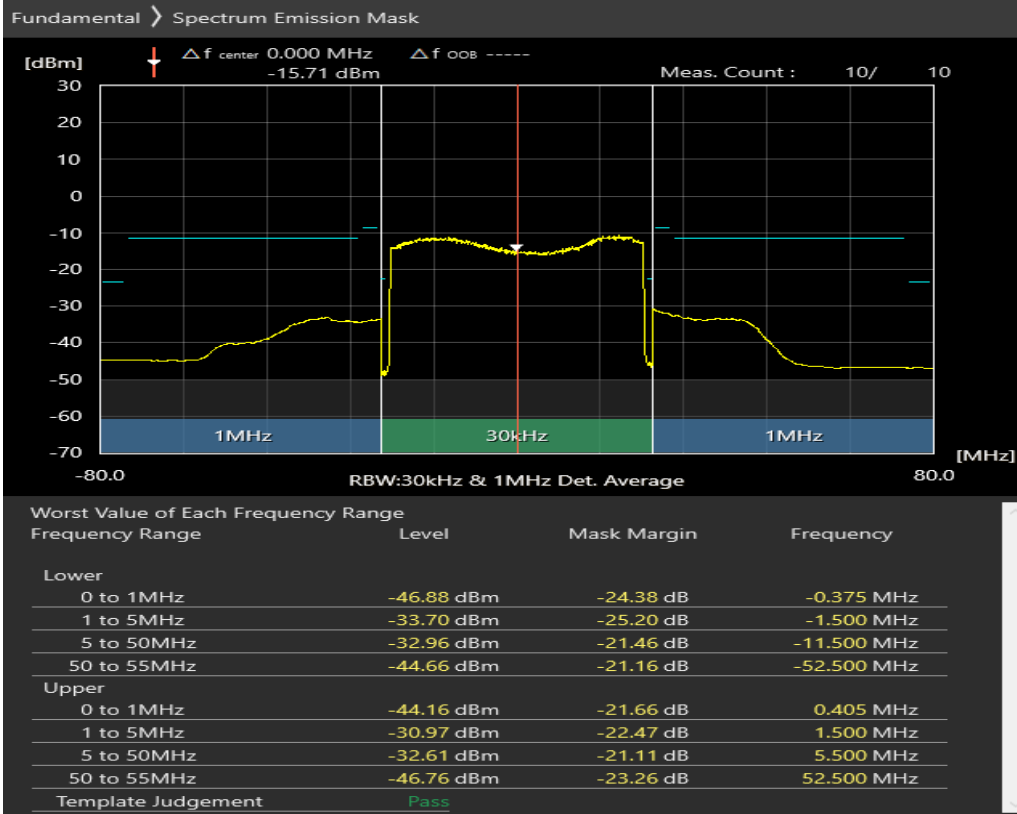 Fundamental 〉 Spectrum Emission Mask
[dBm] △f center 0.000 MHz △f OOB -----
-15.71 dBm Meas. Count : 10/ 10
30
20
10
0
-10
-20
-30
-40
-50
-60
1MHz 30kHz 1MHz
-70 [MHz]
-80.0 RBW:30kHz & 1MHz Det. Average 80.0
Worst Value of Each Frequency Range
Frequency Range Level Mask Margin Frequency
Lower
0 to 1MHz -46.88 dBm -24.38 dB -0.375 MHz
1 to 5MHz -33.70 dBm -25.20 dB -1.500 MHz
5 to 50MHz -32.96 dBm -21.46 dB -11.500 MHz
50 to 55MHz -44.66 dBm -21.16 dB -52.500 MHz
Upper
0 to 1MHz -44.16 dBm -21.66 dB 0.405 MHz
1 to 5MHz -30.97 dBm -22.47 dB 1.500 MHz
5 to 50MHz -32.61 dBm -21.11 dB 5.500 MHz
50 to 55MHz -46.76 dBm -23.26 dB 52.500 MHz
Template Judgement Pass